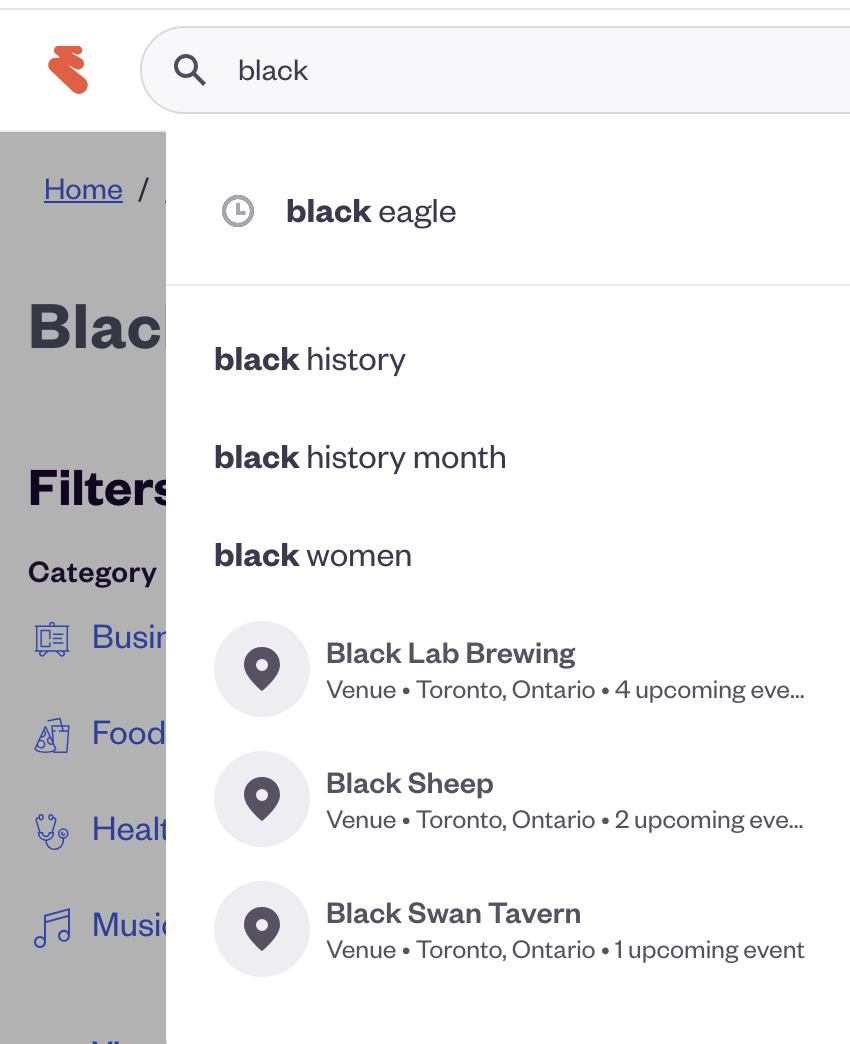 black
black eagle
Home /
Blac
Filters
Category
Busin
Food
Healt
Music
black history
black history month
black women
Black Lab Brewing
Venue • Toronto, Ontario • 4 upcoming eve...
Black Sheep
Venue • Toronto, Ontario • 2 upcoming eve...
Black Swan Tavern
Venue • Toronto, Ontario • 1 upcoming event